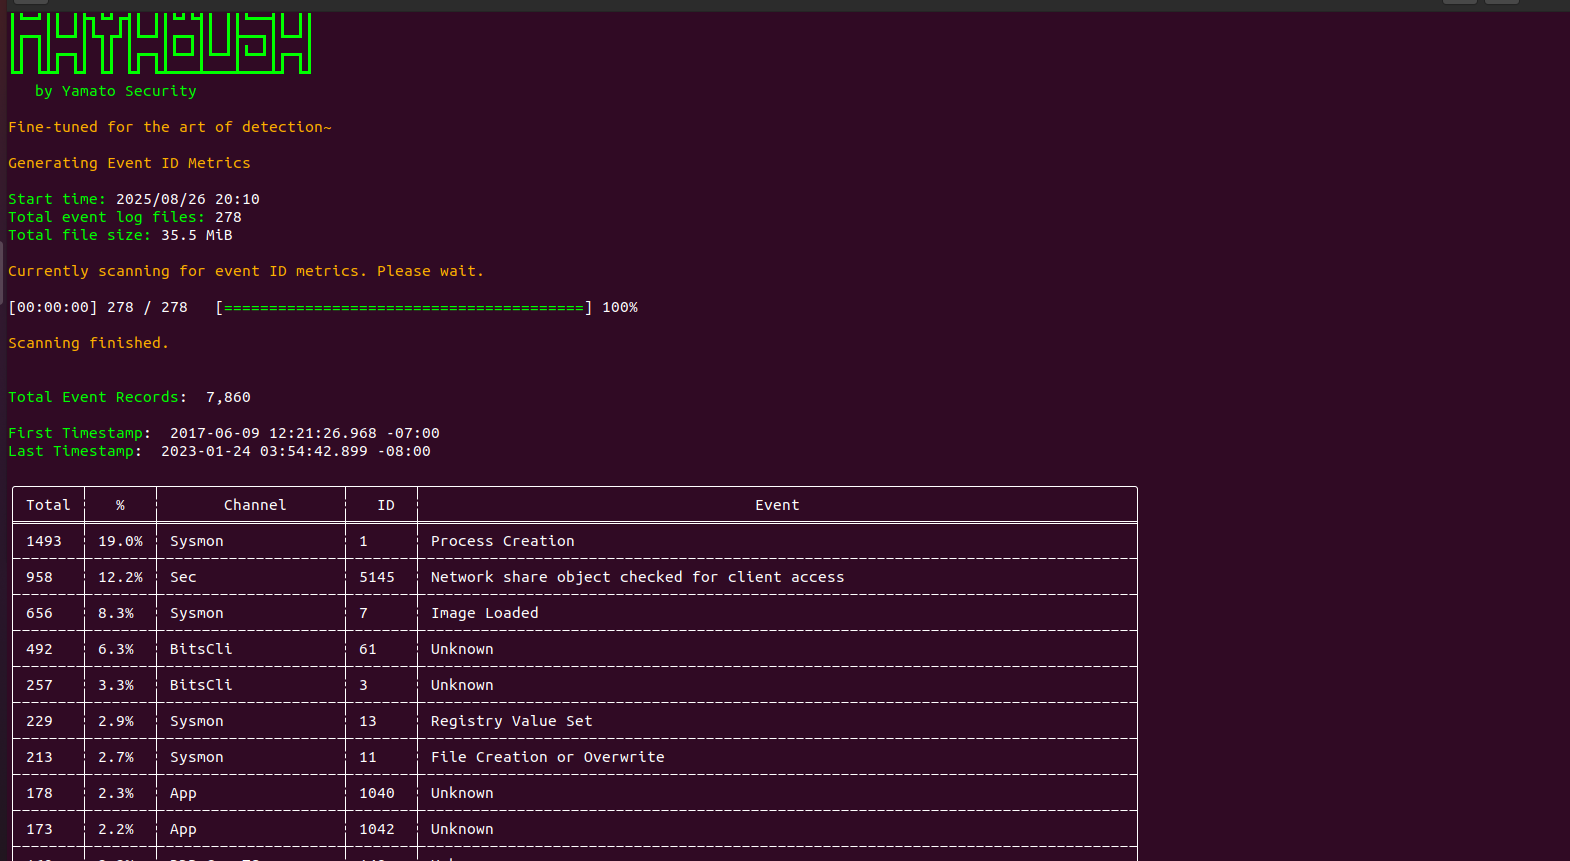 HAYABUSA
by Yamato Security
Fine-tuned for the art of detection~
Generating Event ID Metrics
Start time: 2025/08/26 20:10
Total event log files: 278
Total file size: 35.5 MiB
Currently scanning for event ID metrics. Please wait.
[00:00:00] 278 / 278   [========================================] 100%
Scanning finished.
Total Event Records:  7,860
First Timestamp:  2017-06-09 12:21:26.968 -07:00
Last Timestamp:  2023-01-24 03:54:42.899 -08:00
Total % Channel ID Event
1493 19.0% Sysmon 1 Process Creation
958 12.2% Sec 5145 Network share object checked for client access
656 8.3% Sysmon 7 Image Loaded
492 6.3% BitsCli 61 Unknown
257 3.3% BitsCli 3 Unknown
229 2.9% Sysmon 13 Registry Value Set
213 2.7% Sysmon 11 File Creation or Overwrite
178 2.3% App 1040 Unknown
173 2.2% App 1042 Unknown